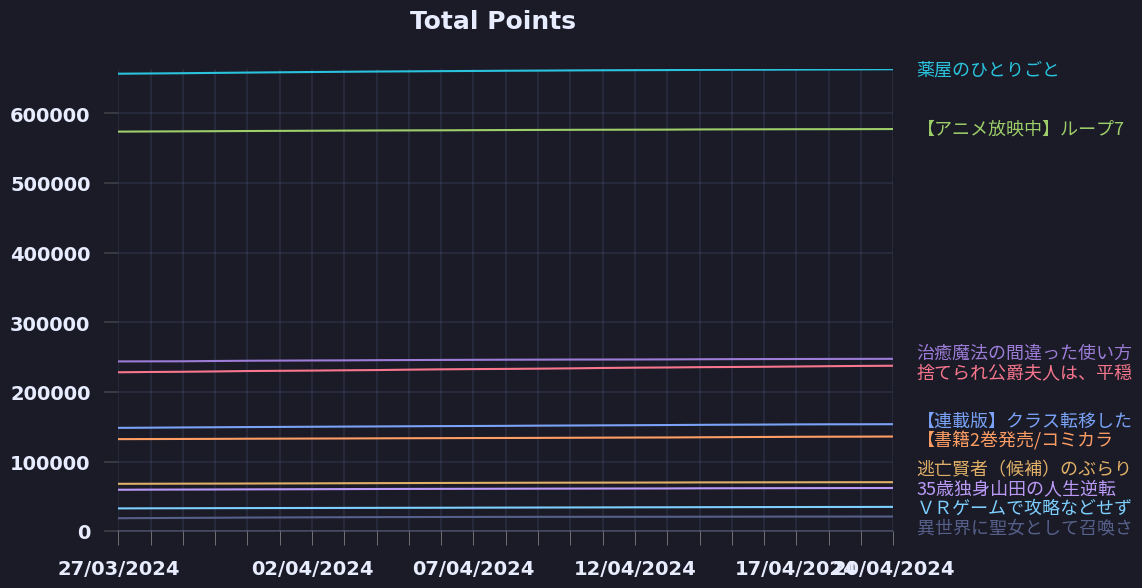 Total Points
薬屋のひとりごと
600000
【アニメ放映中】ループ7
500000
400000
300000
治癒魔法の間違った使い方
捨てられ公爵夫人は、平穏
200000
【連載版】クラス転移した
【書籍2巻発売/コミカラ
100000
逃亡賢者（候補）のぶらり
35歳独身山田の人生逆転
ＶＲゲームで攻略などせず
異世界に聖女として召喚さ
0
27/03/2024 02/04/2024 07/04/2024 12/04/2024 17/04/2024 20/04/2024